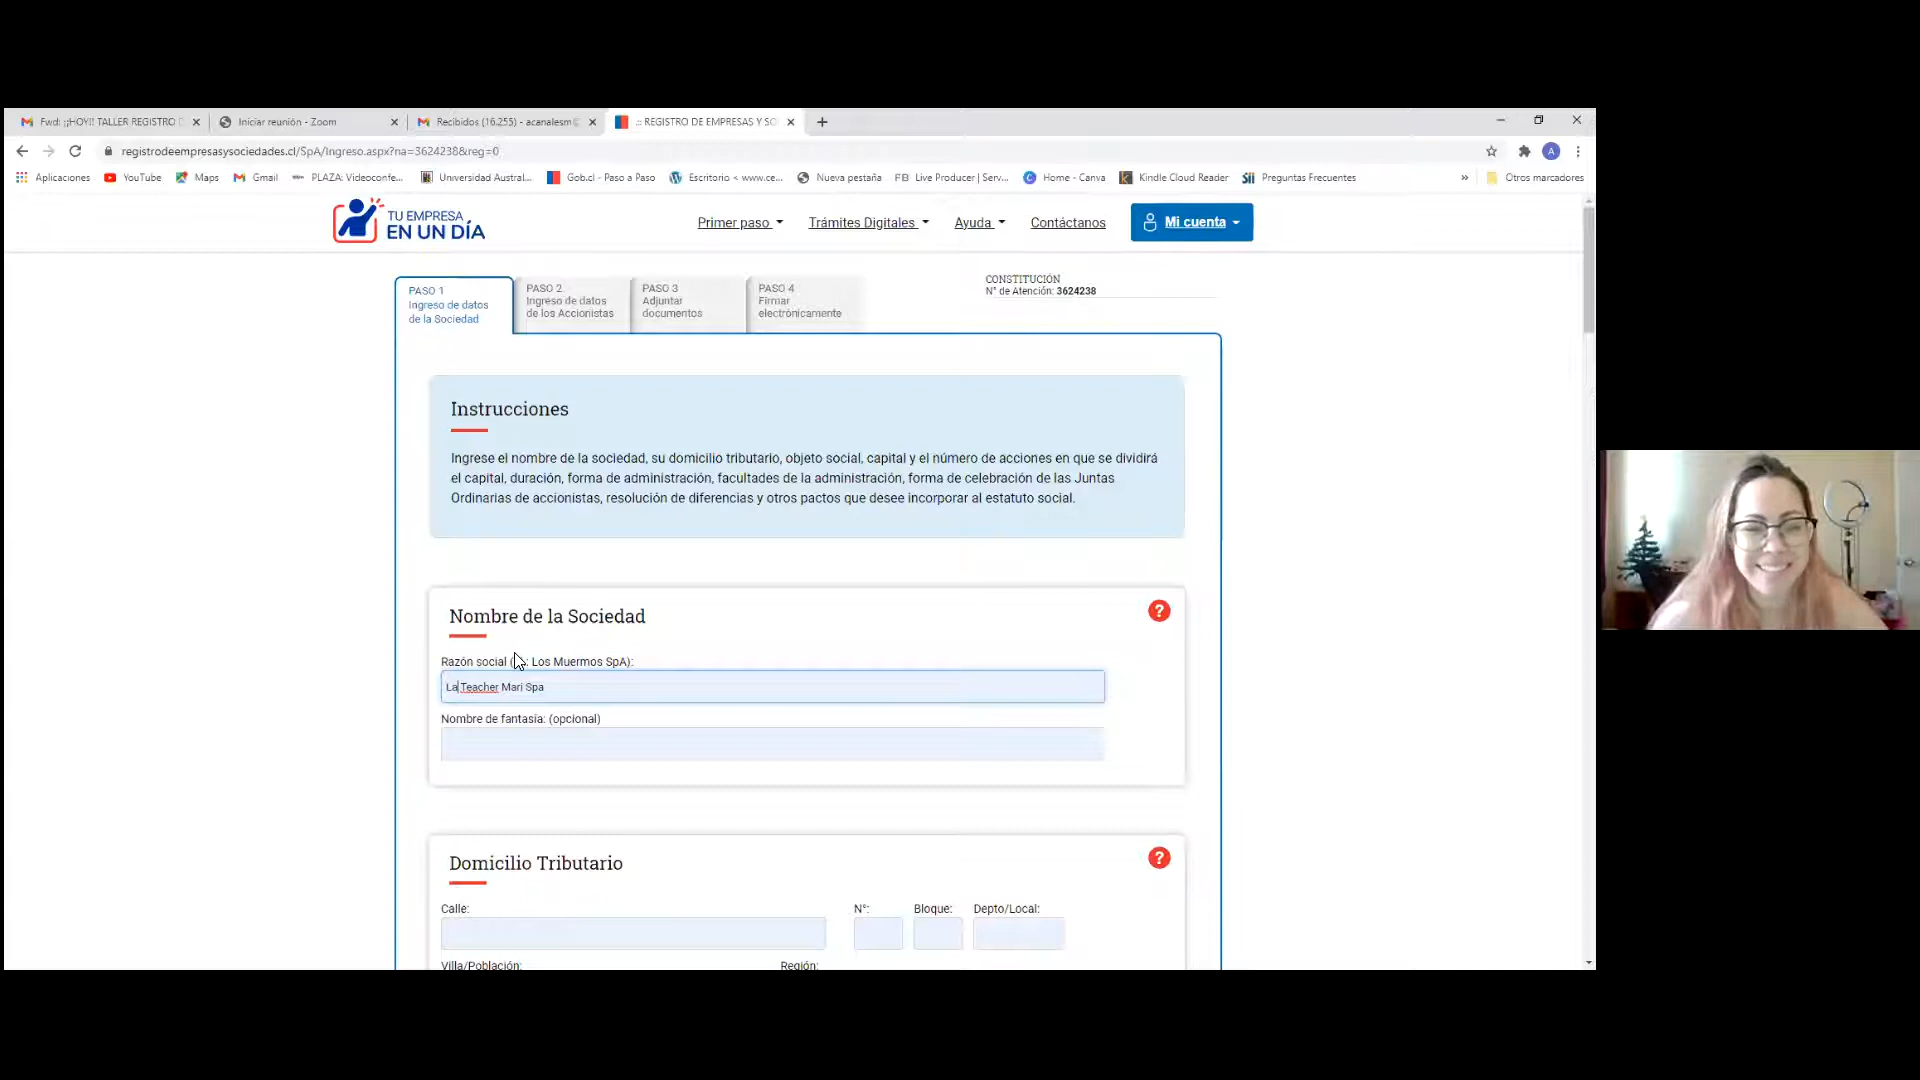 Fwd: ¡¡HOY!! TALLER REGISTRO
Iniciar reunión - Zoom
Recibidos (16.255) - acanalesm
.:: REGISTRO DE EMPRESAS Y SO
registrodeempresasysociedades.cl/SpA/Ingreso.aspx?na=3624238&reg=0
A
Aplicaciones
YouTube
Maps
Gmail
PLAZA: Videoconfe...
Universidad Austral...
Gob.cl - Paso a Paso
Escritorio < www.ce...
Nueva pestaña
FB Live Producer | Serv...
Home - Canva
Kindle Cloud Reader
Sii Preguntas Frecuentes
»
Otros marcadores
TU EMPRESA
EN UN DÍA
Primer paso
Trámites Digitales
Ayuda
Contáctanos
Mi cuenta
PASO 1
Ingreso de datos
de la Sociedad
PASO 2
Ingreso de datos
de los Accionistas
PASO 3
Adjuntar
documentos
PASO 4
Firmar
electrónicamente
CONSTITUCIÓN
N° de Atención: 3624238
Instrucciones
Ingrese el nombre de la sociedad, su domicilio tributario, objeto social, capital y el número de acciones en que se dividirá
el capital, duración, forma de administración, facultades de la administración, forma de celebración de las Juntas
Ordinarias de accionistas, resolución de diferencias y otros pactos que desee incorporar al estatuto social.
Nombre de la Sociedad
?
Razón social ( : Los Muermos SpA):
La Teacher Mari Spa
Nombre de fantasía: (opcional)
Domicilio Tributario
?
Calle:
N°:
Bloque:
Depto/Local:
Villa/Población:
Región: